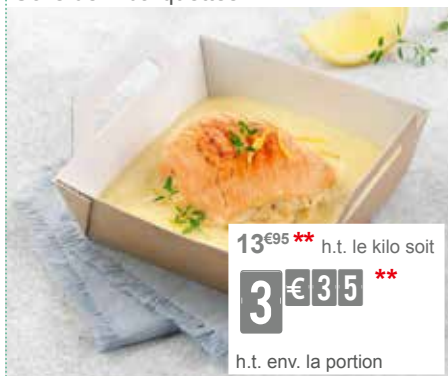 13€95 ** h.t. le kilo soit
3€35 **
h.t. env. la portion